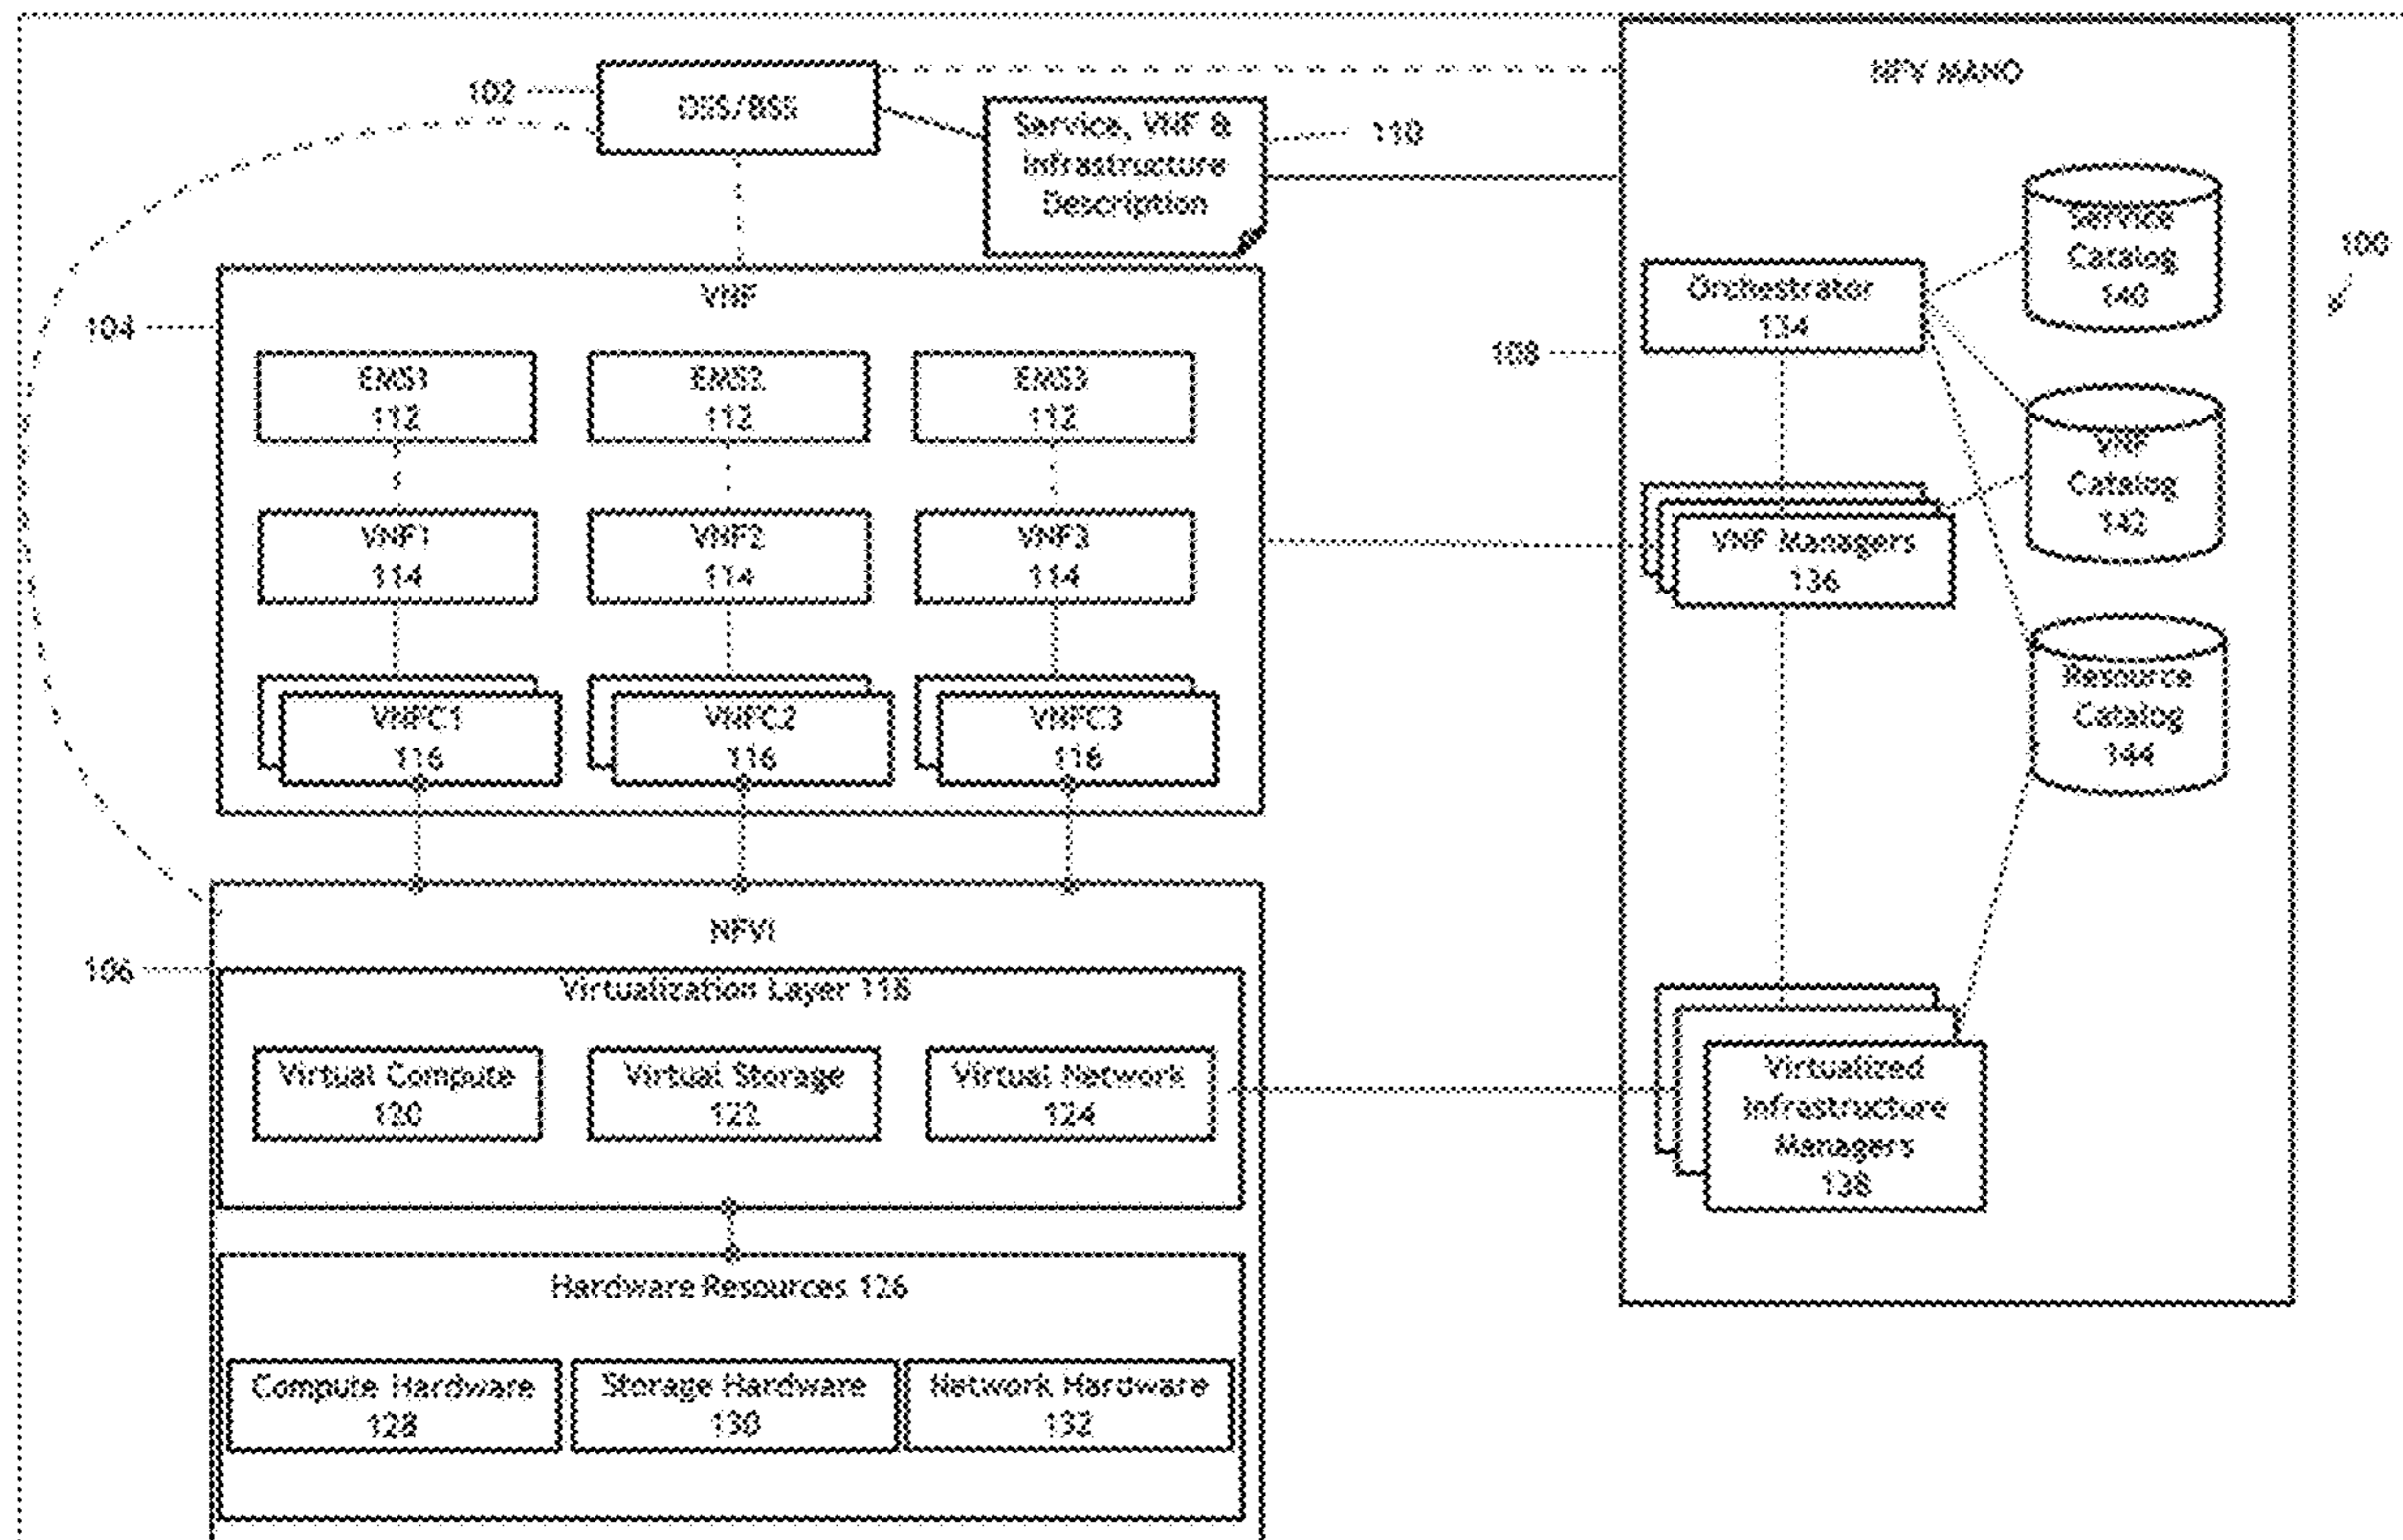 102
OSS/BSS
Service, VNF &
Infrastructure
Description
110
NFV MANO
100
104
VNF
EMS1
112
EMS2
112
EMS3
112
VNF1
114
VNF2
114
VNF3
114
VNFC1
116
VNFC2
116
VNFC3
116
108
Orchestrator
134
Service
Catalog
140
VNF
Catalog
142
VNF Managers
136
Resource
Catalog
144
Virtualized
Infrastructure
Managers
138
NFVI
106
Virtualization Layer 118
Virtual Compute
120
Virtual Storage
122
Virtual Network
124
Hardware Resources 126
Compute Hardware
128
Storage Hardware
130
Network Hardware
132